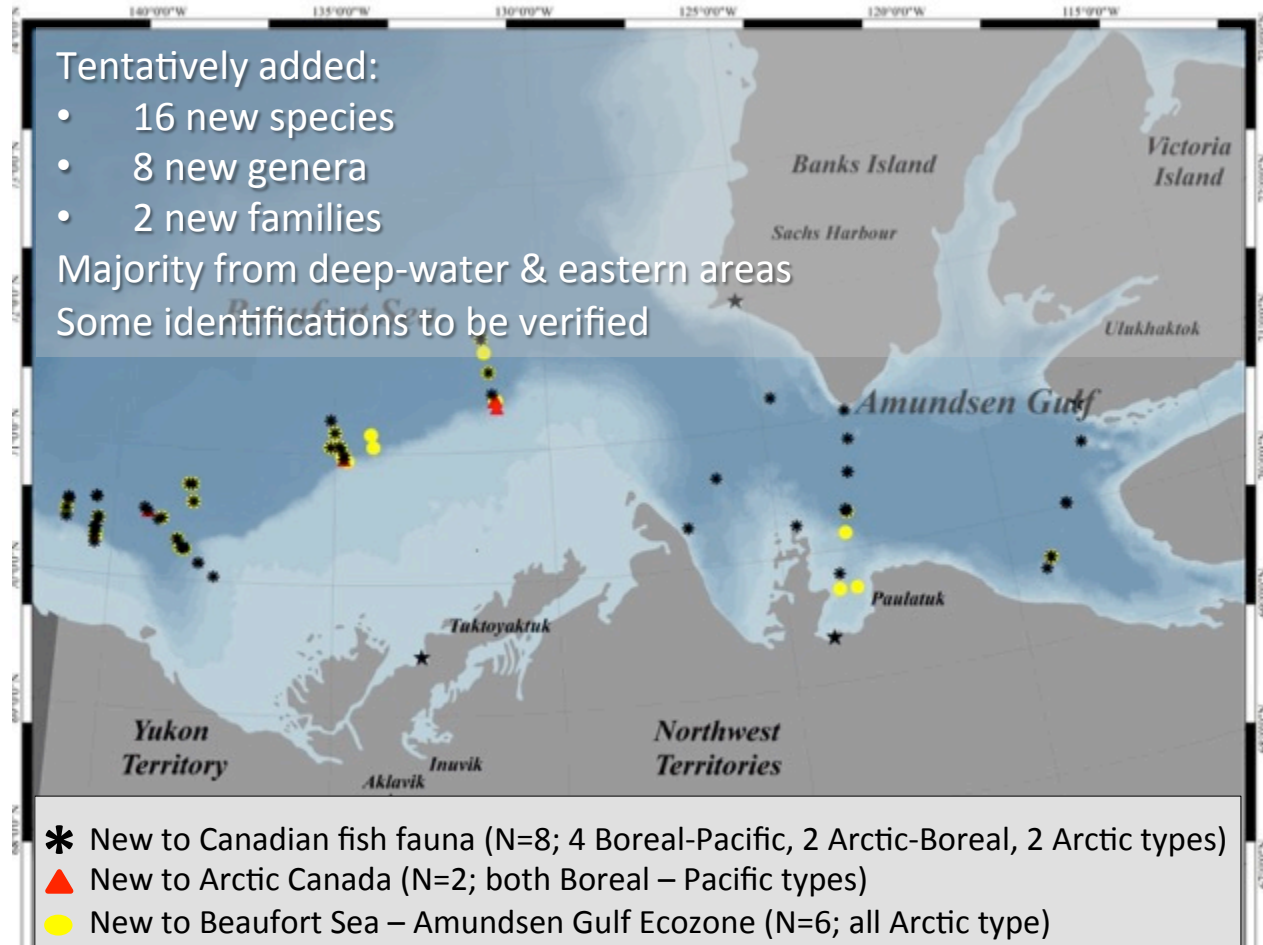 140°0'0"W 135°0'0"W 130°0'0"W 125°0'0"W 120°0'0"W 115°0'0"W
Tentatively added:
• 16 new species
• 8 new genera
• 2 new families
Majority from deep-water & eastern areas
Some identifications to be verified
Beaufort Sea
Banks Island
Victoria
Island
Sachs Harbour
Ulukhaktok
Amundsen Gulf
Paulatuk
Tuktoyaktuk
Yukon
Territory
Northwest
Territories
Inuvik
Aklavik
New to Canadian fish fauna (N=8; 4 Boreal-Pacific, 2 Arctic-Boreal, 2 Arctic types)
New to Arctic Canada (N=2; both Boreal – Pacific types)
New to Beaufort Sea – Amundsen Gulf Ecozone (N=6; all Arctic type)